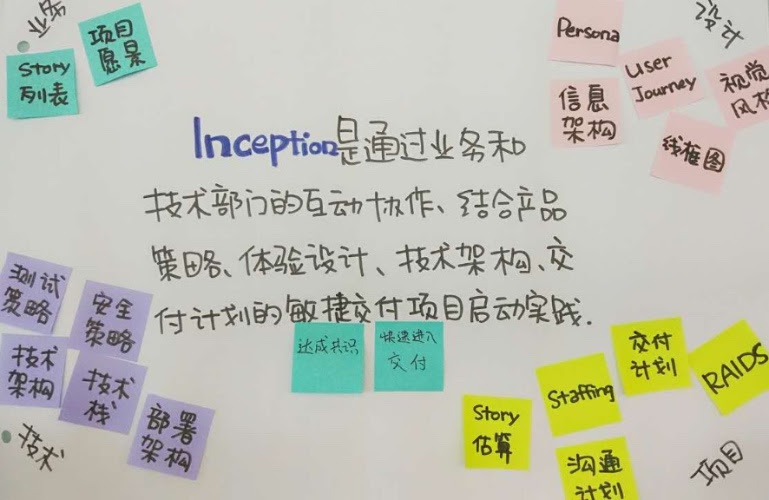 业务
项目
愿景
Story
列表
设计
Persona
User
Journey
视觉
风格
信息
架构
线框图
Inception是通过业务和
技术部门的互动协作、结合产品
策略、体验设计、技术架构、交
付计划的敏捷交付项目启动实践.
达成共识
快速进入
交付
测试
策略
安全
策略
技术
架构
技术
栈
部署
架构
技术
交付
计划
RAIDS
Staffing
Story
估算
沟通
计划
项目